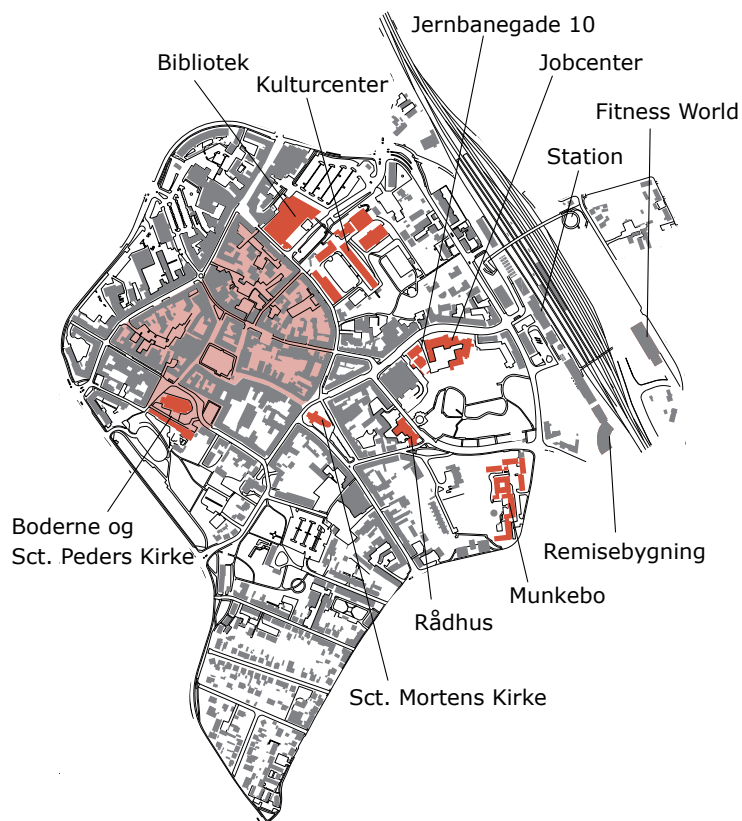 Jernbanegade 10
Bibliotek
Jobcenter
Kulturcenter
Fitness World
Station
Boderne og
Sct. Peders Kirke
Remisebygning
Munkebo
Rådhus
Sct. Mortens Kirke